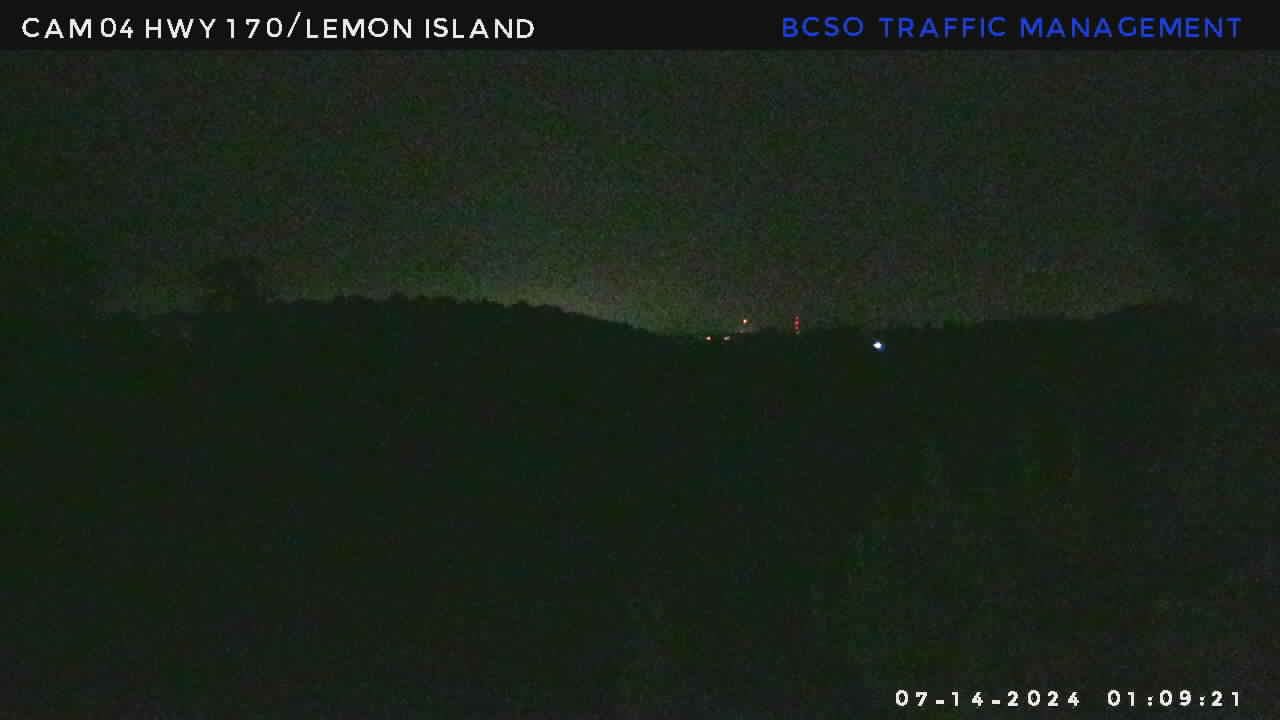 CAM04 HWY 170/LEMON ISLAND
BCSO TRAFFIC MANAGEMENT
07-14-2024 01:09:21